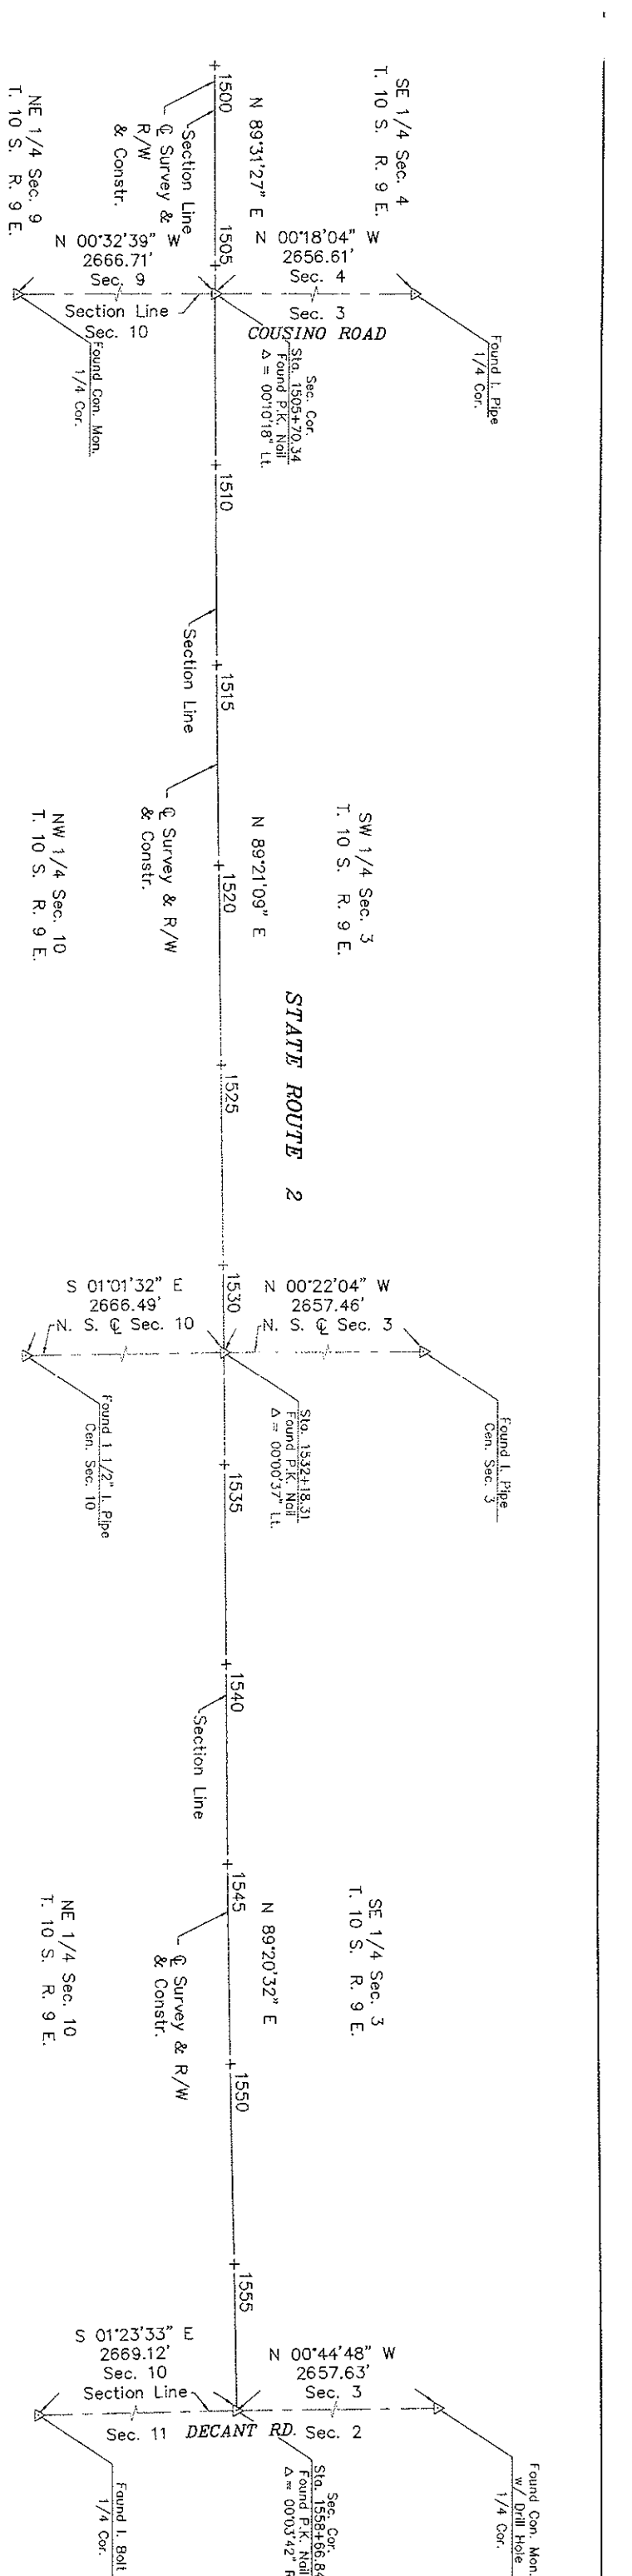 SE 1/4 Sec. 4
T. 10 S. R. 9 E.
N 89°31'27" E
1500
Section Line
℄ Survey &
R/W
& Constr.
NE 1/4 Sec. 9
T. 10 S. R. 9 E.
1505
N 00°32'39" W
2666.71'
Sec. 9
Section Line
Sec. 10
N 00°18'04" W
2656.61'
Sec. 4
Sec. 3
COUSINO ROAD
Found I. Pipe
1/4 Cor.
Sec. Cor.
Sta. 1505+70.34
Found P.K. Nail
Δ = 00°10'18" Lt.
Found Con. Mon.
1/4 Cor.
1510
Section Line
1515
SW 1/4 Sec. 3
T. 10 S. R. 9 E.
N 89°21'09" E
℄ Survey & R/W
& Constr.
NW 1/4 Sec. 10
T. 10 S. R. 9 E.
1520
STATE ROUTE 2
1525
1530
S 01°01'32" E
2666.49'
N. S. ℄ Sec. 10
N 00°22'04" W
2657.46'
N. S. ℄ Sec. 3
Found I. Pipe
Cen. Sec. 3
Sta. 1532+18.31
Found P.K. Nail
Δ = 00°00'37" Lt.
Found 1 1/2" I. Pipe
Cen. Sec. 10
1535
1540
Section Line
1545
SE 1/4 Sec. 3
T. 10 S. R. 9 E.
N 89°20'32" E
℄ Survey & R/W
& Constr.
NE 1/4 Sec. 10
T. 10 S. R. 9 E.
1550
1555
S 01°23'33" E
2669.12'
Sec. 10
Section Line
Sec. 11
N 00°44'48" W
2657.63'
Sec. 3
DECANT RD.
Sec. 2
Found Con. Mon.
w/ Drill Hole
1/4 Cor.
Sec. Cor.
Sta. 1558+66.84
Found P.K. Nail
Δ = 00°03'42" R
Found I. Bolt
1/4 Cor.